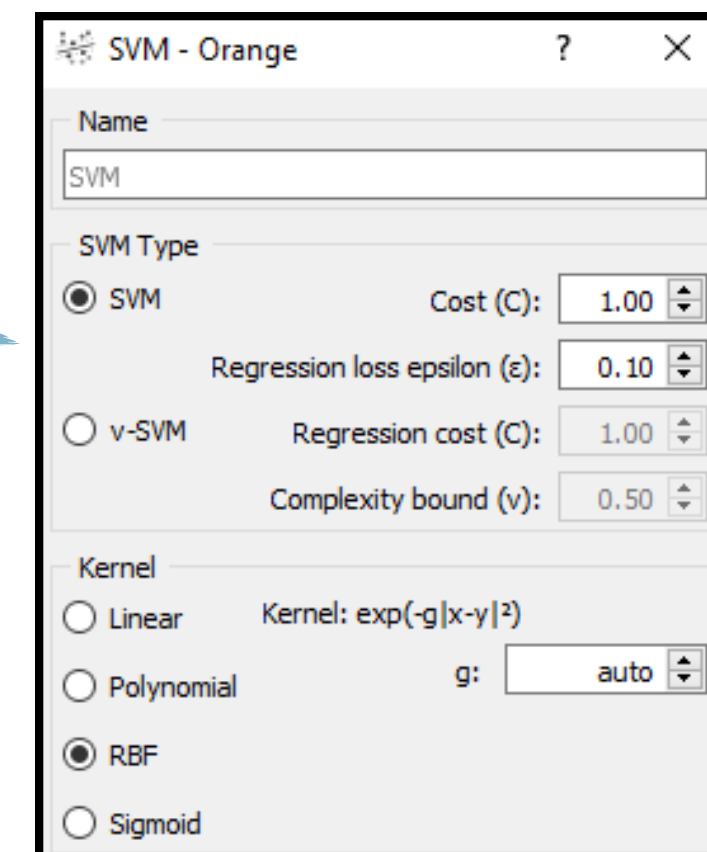 SVM - Orange ? ×
Name
SVM
SVM Type
SVM Cost (C): 1.00
Regression loss epsilon (ε): 0.10
ν-SVM Regression cost (C): 1.00
Complexity bound (ν): 0.50
Kernel
Linear Kernel: exp(-g|x-y|²)
g: auto
Polynomial
RBF
Sigmoid